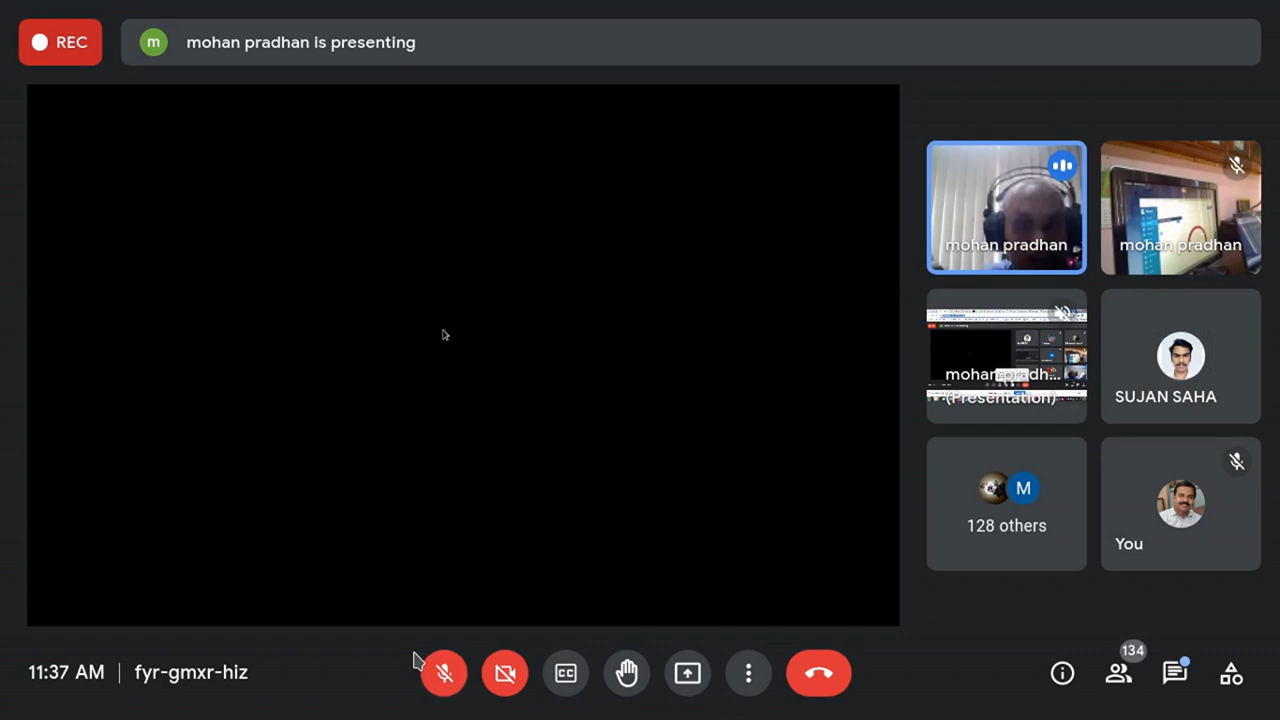 REC
m
mohan pradhan is presenting
mohan pradhan
mohan pradhan
(Presentation)
SUJAN SAHA
M
128 others
You
11:37 AM
fyr-gmxr-hiz
CC
134